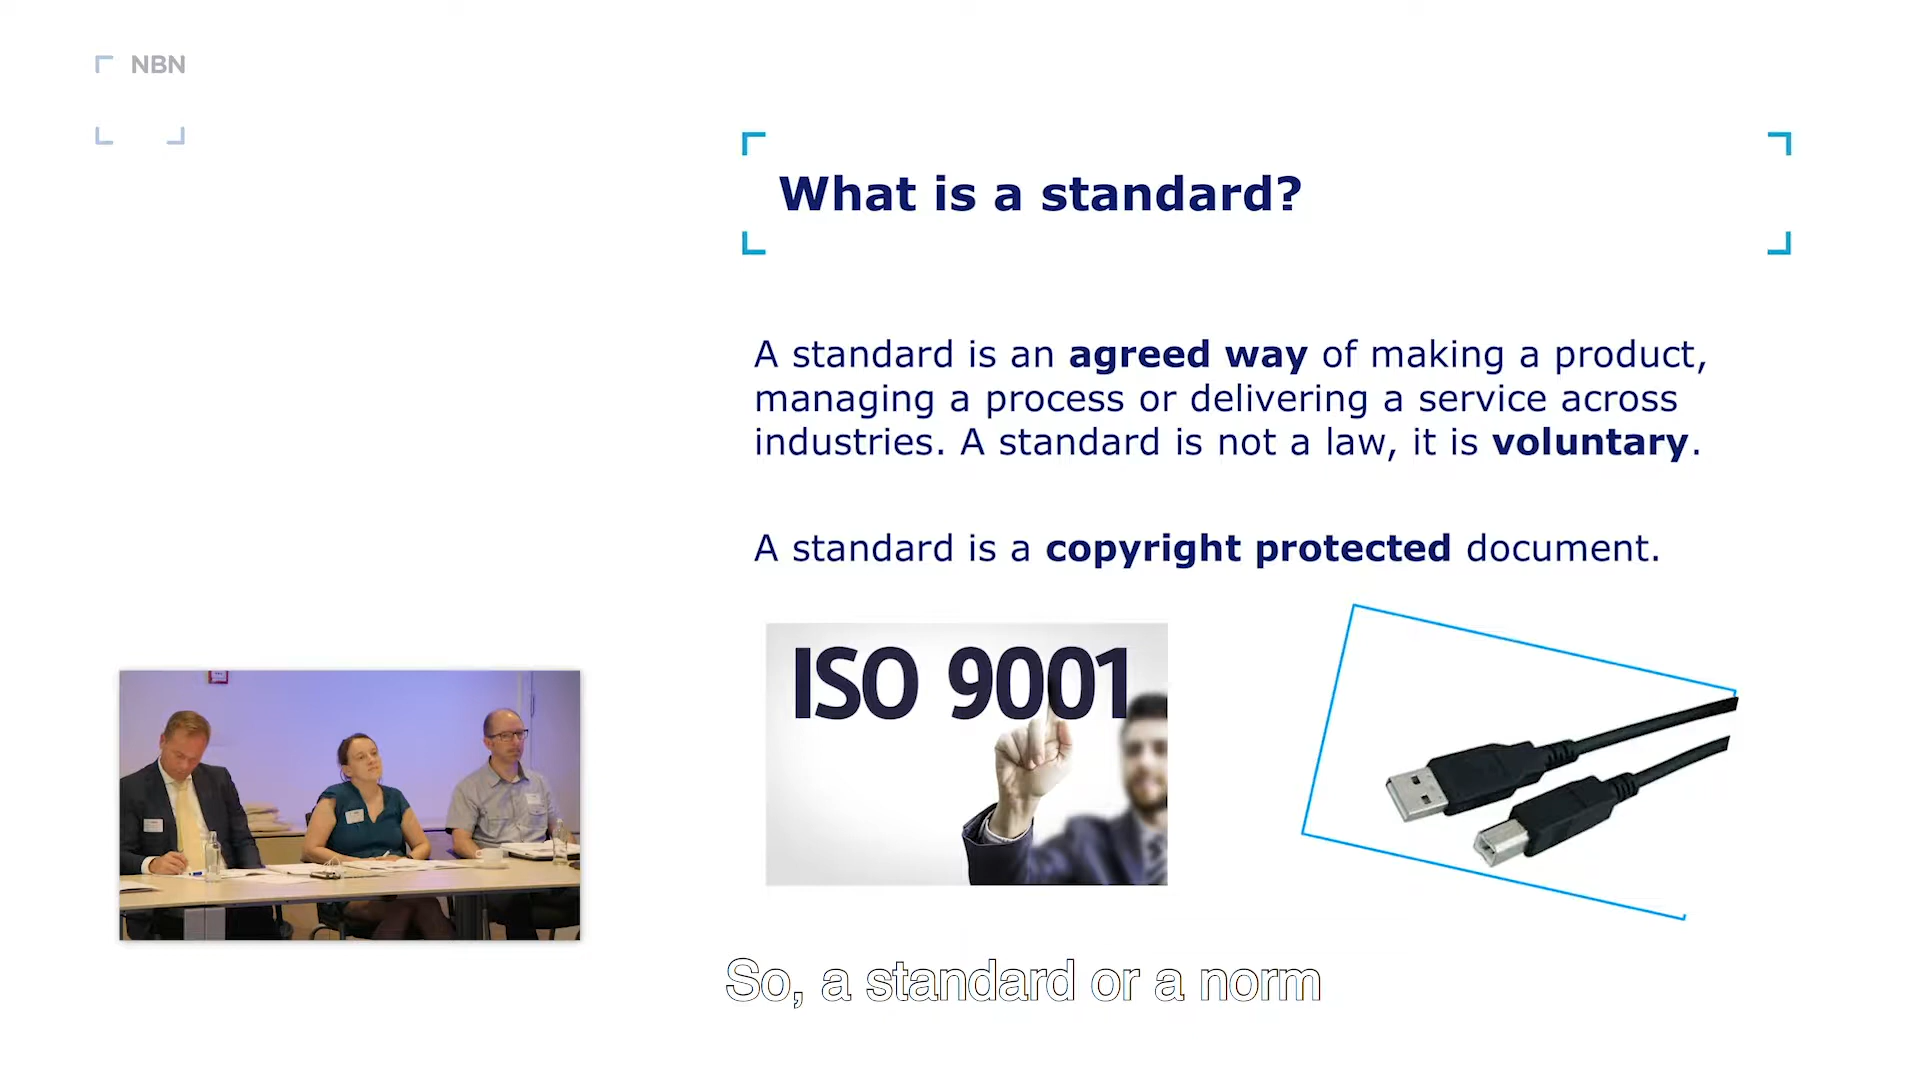 NBN
What is a standard?
A standard is an agreed way of making a product,
managing a process or delivering a service across
industries. A standard is not a law, it is voluntary.
A standard is a copyright protected document.
ISO 9001
So, a standard or a norm